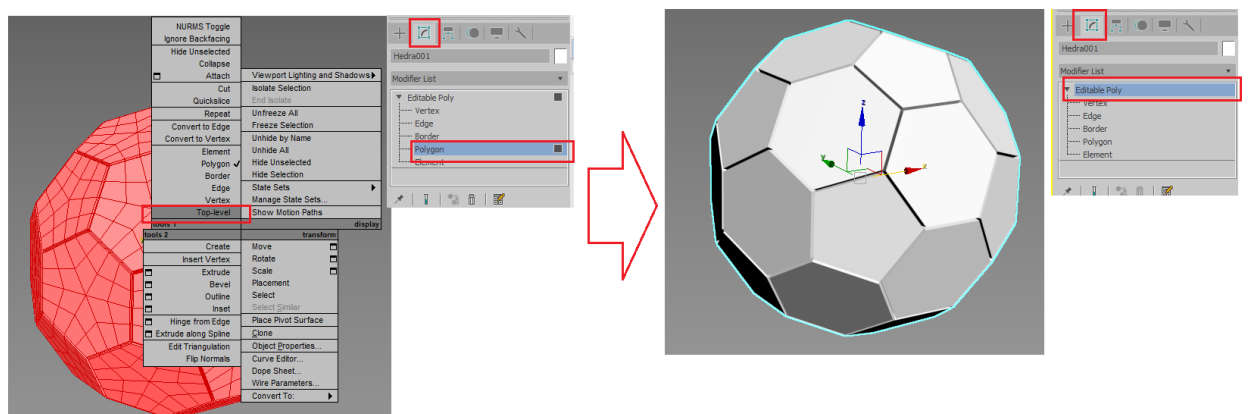 NURMS Toggle
Ignore Backfacing
Hide Unselected
Collapse
Attach
Cut
Quickslice
Repeat
Convert to Edge
Convert to Vertex
Element
Polygon
Border
Edge
Vertex
Top-level
tools 1
Viewport Lighting and Shadows
Isolate Selection
End Isolate
Unfreeze All
Freeze Selection
Unhide by Name
Unhide All
Hide Unselected
Hide Selection
State Sets
Manage State Sets...
Show Motion Paths
display
tools 2
Create
Insert Vertex
Extrude
Bevel
Outline
Inset
Hinge from Edge
Extrude along Spline
Edit Triangulation
Flip Normals
transform
Move
Rotate
Scale
Placement
Select
Select Similar
Place Pivot Surface
Clone
Object Properties...
Curve Editor...
Dope Sheet...
Wire Parameters...
Convert To:
Hedra001
Modifier List
Editable Poly
Vertex
Edge
Border
Polygon
Element
z
y
x
Hedra001
Modifier List
Editable Poly
Vertex
Edge
Border
Polygon
Element